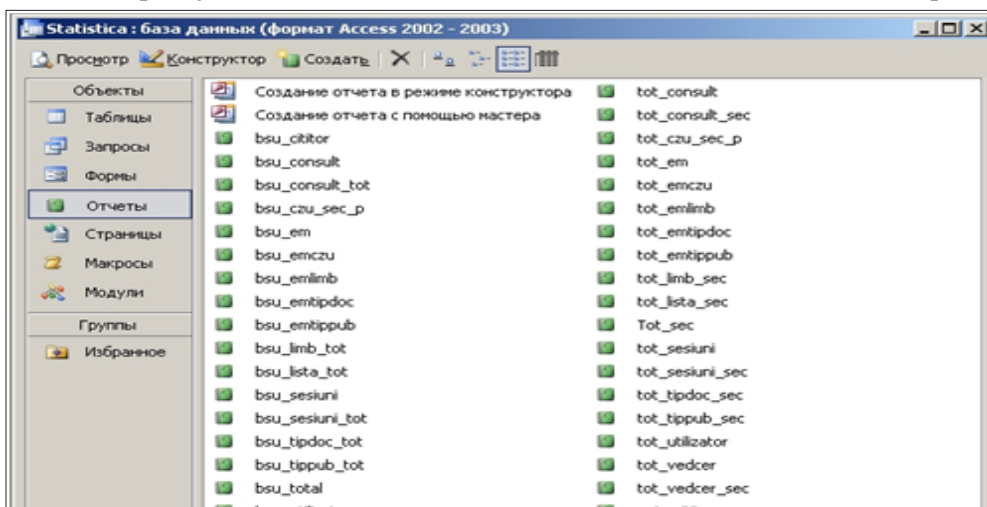 Statistica : база данных (формат Access 2002 - 2003)
Просмотр Конструктор Создать
Объекты
Таблицы
Запросы
Формы
Отчеты
Страницы
Макросы
Модули
Группы
Избранное
Создание отчета в режиме конструктора
Создание отчета с помощью мастера
bsu_cititor
bsu_consult
bsu_consult_tot
bsu_czu_sec_p
bsu_em
bsu_emczu
bsu_emlimb
bsu_emtipdoc
bsu_emtippub
bsu_limb_tot
bsu_lista_tot
bsu_sesiuni
bsu_sesiuni_tot
bsu_tipdoc_tot
bsu_tippub_tot
bsu_total
tot_consult
tot_consult_sec
tot_czu_sec_p
tot_em
tot_emczu
tot_emlimb
tot_emtipdoc
tot_emtippub
tot_limb_sec
tot_lista_sec
Tot_sec
tot_sesiuni
tot_sesiuni_sec
tot_tipdoc_sec
tot_tippub_sec
tot_utilizator
tot_vedcer
tot_vedcer_sec